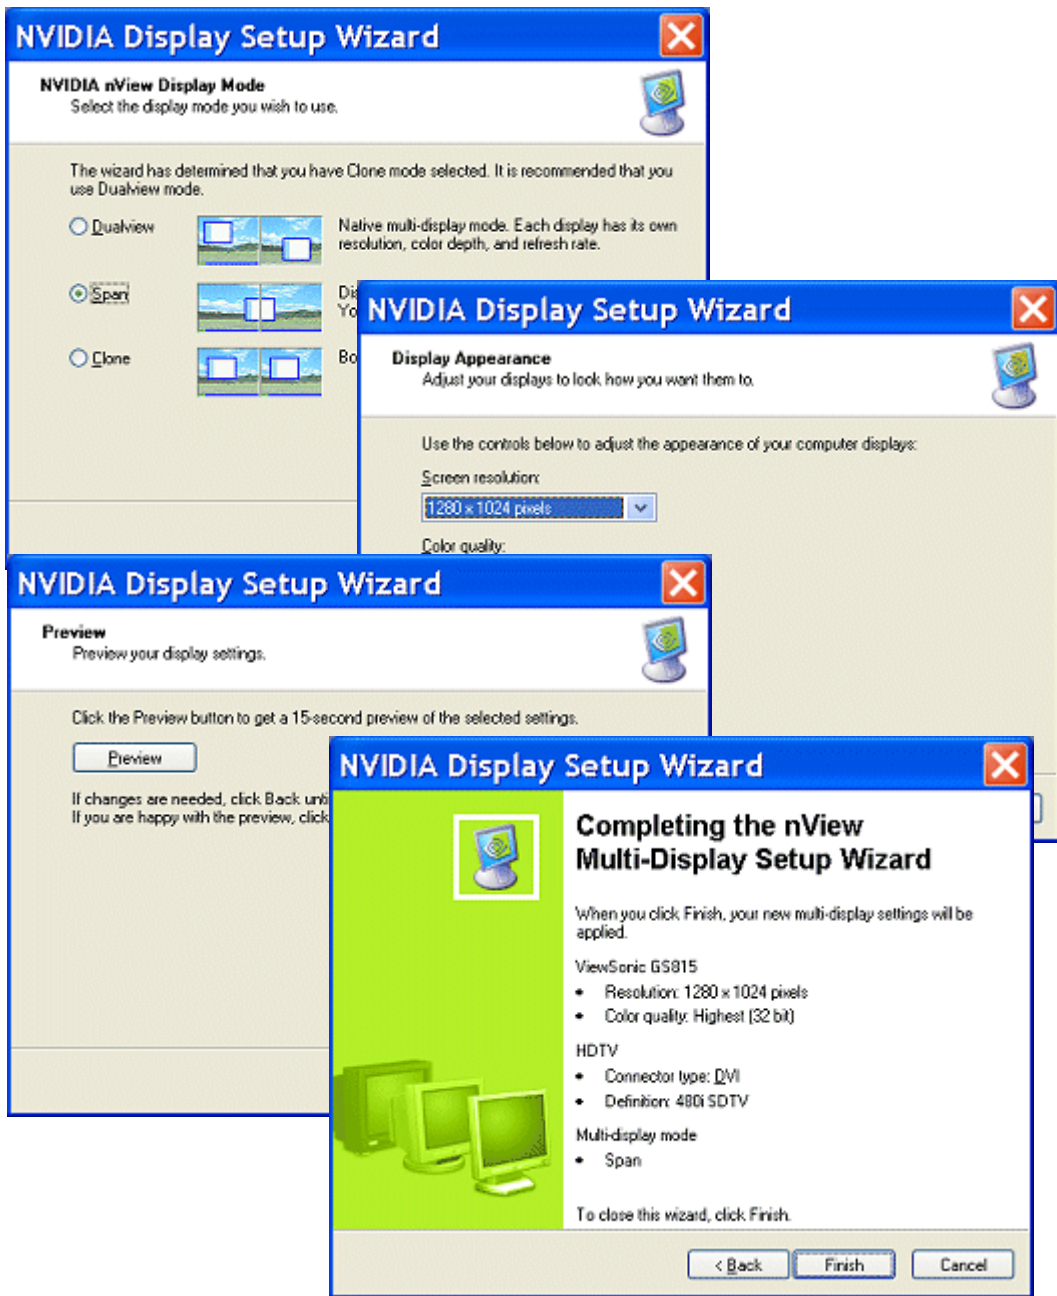 NVIDIA Display Setup Wizard
NVIDIA nView Display Mode
Select the display mode you wish to use.
The wizard has determined that you have Clone mode selected. It is recommended that you
use Dualview mode.
Dualview
Native multi-display mode. Each display has its own
resolution, color depth, and refresh rate.
Span
Clone
NVIDIA Display Setup Wizard
Display Appearance
Adjust your displays to look how you want them to.
Use the controls below to adjust the appearance of your computer displays:
Screen resolution:
1280 x 1024 pixels
Color quality:
NVIDIA Display Setup Wizard
Preview
Preview your display settings.
Click the Preview button to get a 15-second preview of the selected settings.
Preview
If changes are needed, click Back
If you are happy with the preview, click
NVIDIA Display Setup Wizard
Completing the nView
Multi-Display Setup Wizard
When you click Finish, your new multi-display settings will be
applied.
ViewSonic GS815
• Resolution: 1280 x 1024 pixels
• Color quality: Highest (32 bit)
HDTV
• Connector type: DVI
• Definition: 480i SDTV
Multi-display mode
• Span
To close this wizard, click Finish.
< Back
Finish
Cancel